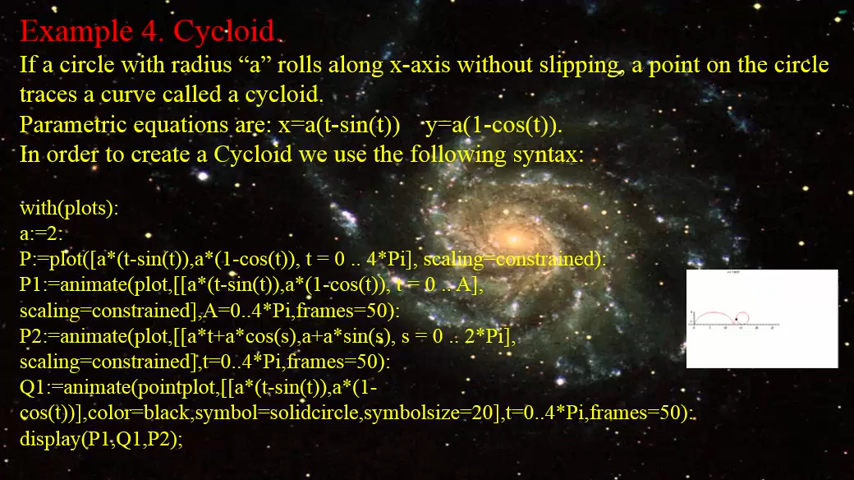 Example 4. Cycloid.
If a circle with radius “a” rolls along x-axis without slipping, a point on the circle
traces a curve called a cycloid.
Parametric equations are: x=a(t-sin(t))    y=a(1-cos(t)).
In order to create a Cycloid we use the following syntax:
with(plots):
a:=2:
P:=plot([a*(t-sin(t)),a*(1-cos(t)), t = 0 .. 4*Pi], scaling=constrained):
P1:=animate(plot,[[a*(t-sin(t)),a*(1-cos(t)), t = 0 .. A],
scaling=constrained],A=0..4*Pi,frames=50):
P2:=animate(plot,[[a*t+a*cos(s),a+a*sin(s), s = 0 .. 2*Pi],
scaling=constrained],t=0..4*Pi,frames=50):
Q1:=animate(pointplot,[[a*(t-sin(t)),a*(1-
cos(t))],color=black,symbol=solidcircle,symbolsize=20],t=0..4*Pi,frames=50):
display(P1,Q1,P2);